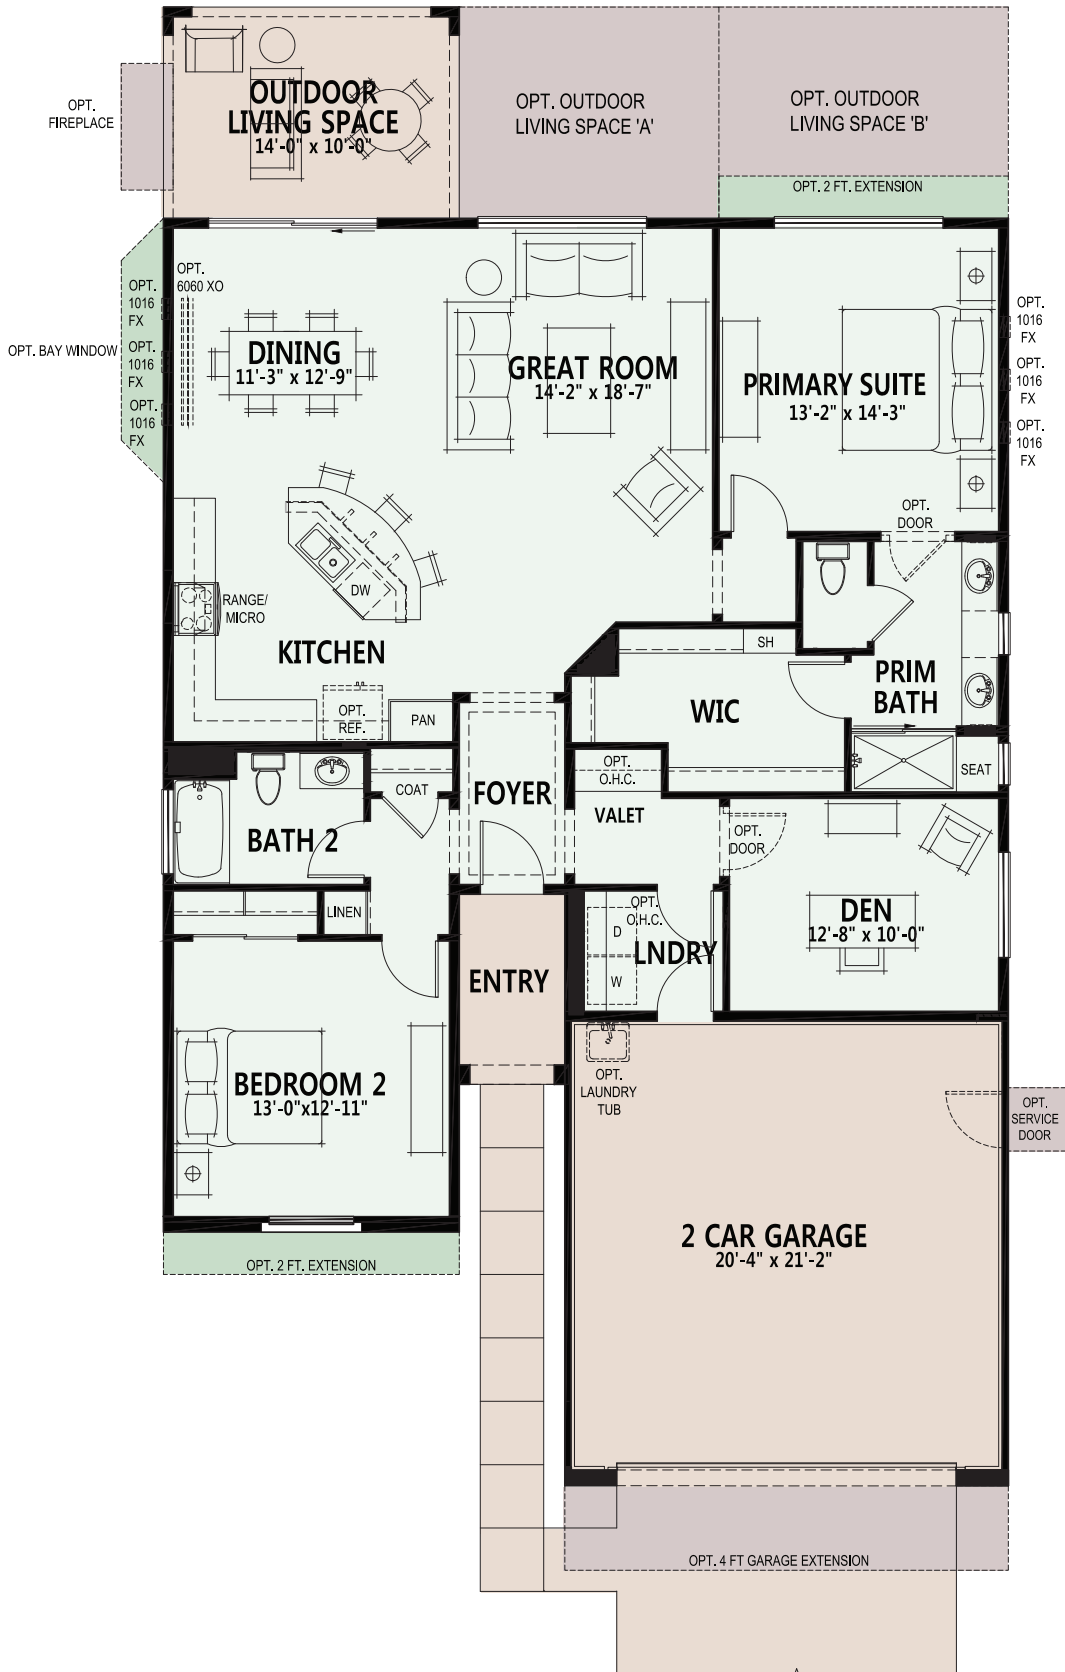 OUTDOOR
LIVING SPACE
14'-0" x 10'-0"
OPT.
FIREPLACE
OPT. OUTDOOR
LIVING SPACE 'A'
OPT. OUTDOOR
LIVING SPACE 'B'
OPT. 2 FT. EXTENSION
OPT.
6060 XO
OPT.
1016
FX
OPT.
1016
FX
OPT.
1016
FX
OPT. BAY WINDOW
DINING
11'-3" x 12'-9"
GREAT ROOM
14'-2" x 18'-7"
PRIMARY SUITE
13'-2" x 14'-3"
OPT.
1016
FX
OPT.
1016
FX
OPT.
1016
FX
OPT.
DOOR
DW
RANGE/
MICRO
KITCHEN
OPT.
REF.
PAN
SH
WIC
PRIM
BATH
SEAT
COAT
FOYER
OPT.
O.H.C.
VALET
BATH 2
OPT.
DOOR
LINEN
DEN
12'-8" x 10'-0"
OPT.
O.H.C.
D
LNDRY
W
ENTRY
BEDROOM 2
13'-0"x12'-11"
OPT.
LAUNDRY
TUB
OPT.
SERVICE
DOOR
2 CAR GARAGE
20'-4" x 21'-2"
OPT. 2 FT. EXTENSION
OPT. 4 FT GARAGE EXTENSION